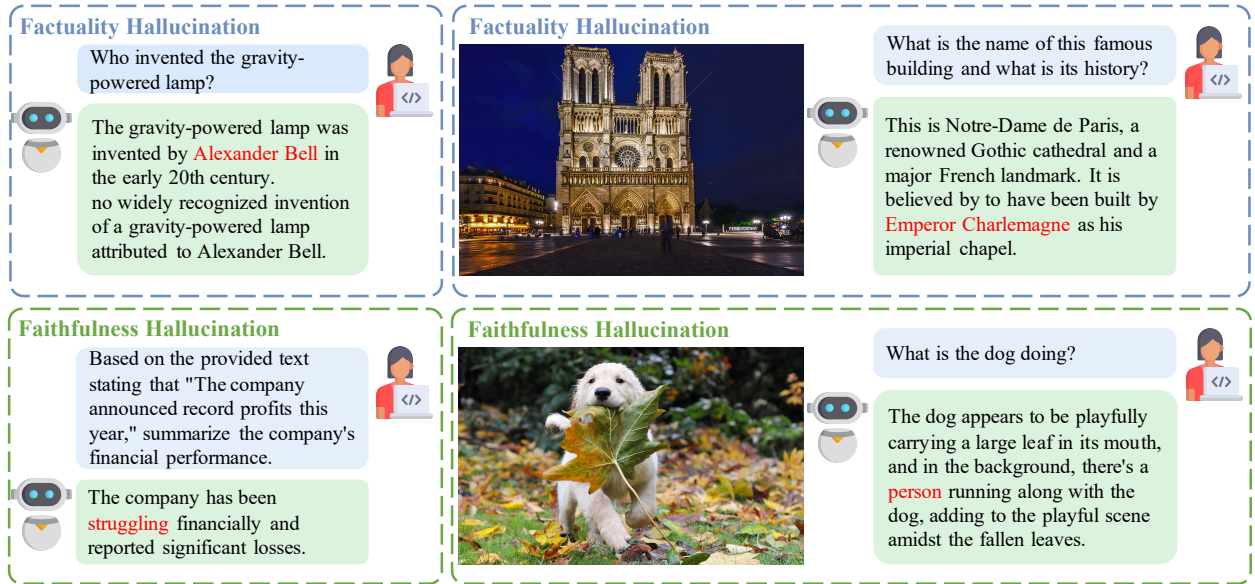 Factuality Hallucination
Who invented the gravity-
powered lamp?
</>
The gravity-powered lamp was
invented by Alexander Bell in
the early 20th century.
no widely recognized invention
of a gravity-powered lamp
attributed to Alexander Bell.
Factuality Hallucination
What is the name of this famous
building and what is its history?
</>
This is Notre-Dame de Paris, a
renowned Gothic cathedral and a
major French landmark. It is
believed by to have been built by
Emperor Charlemagne as his
imperial chapel.
Faithfulness Hallucination
Based on the provided text
stating that "The company
announced record profits this
year," summarize the company's
financial performance.
</>
The company has been
struggling financially and
reported significant losses.
Faithfulness Hallucination
What is the dog doing?
</>
The dog appears to be playfully
carrying a large leaf in its mouth,
and in the background, there's a
person running along with the
dog, adding to the playful scene
amidst the fallen leaves.